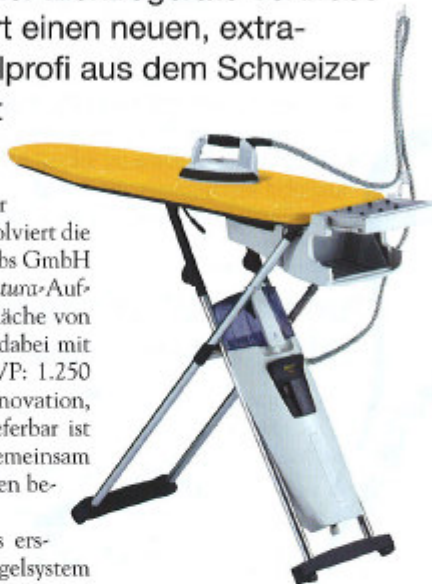 rt einen neuen, extra-
lprofi aus dem Schweizer
olviert die
bs GmbH
tura-Auf-
äche von
dabei mit
VP: 1.250
novation,
eferbar ist
emeinsam
en be-
s ers-
gelsystem